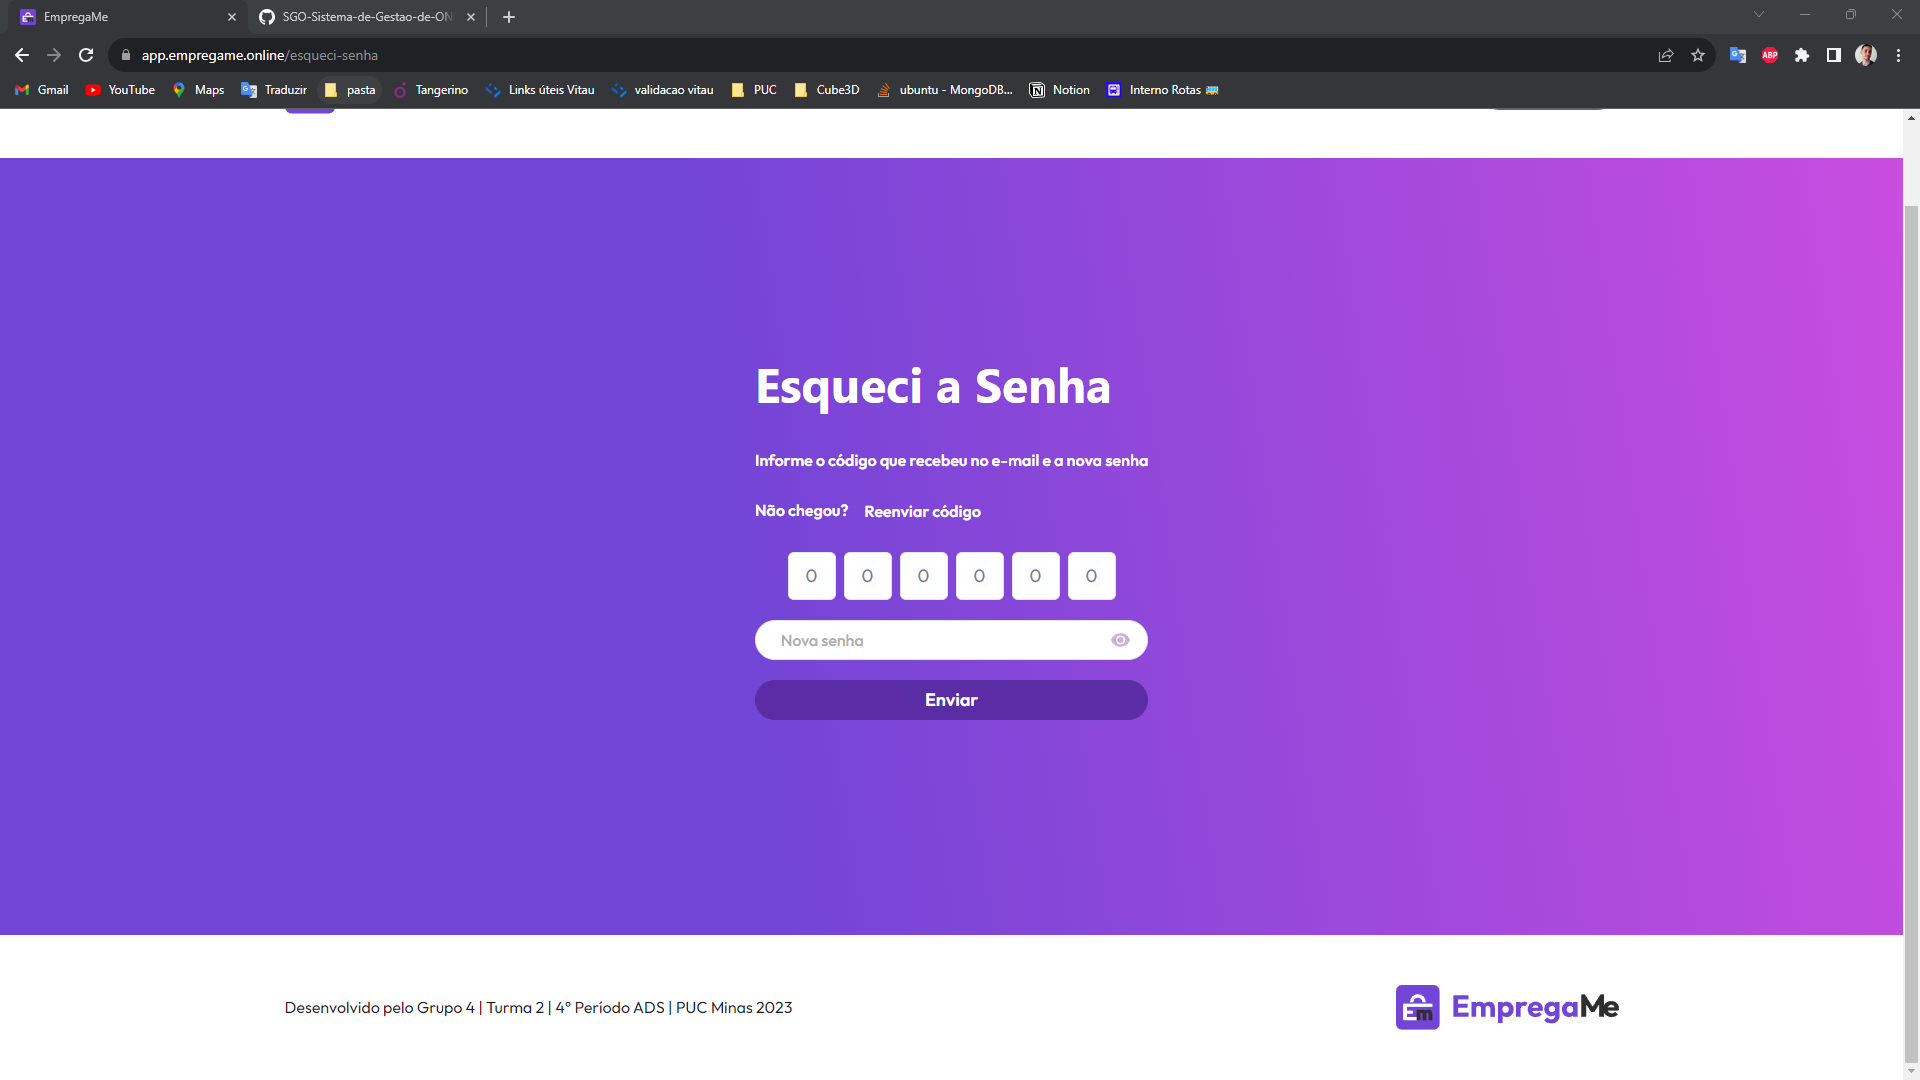 EmpregaMe
SGO-Sistema-de-Gestao-de-ON
app.empregame.online/esqueci-senha
Gmail YouTube Maps Traduzir pasta Tangerino Links úteis Vitau validacao vitau PUC Cube3D ubuntu - MongoDB... Notion Interno Rotas
ABP
Esqueci a Senha
Informe o código que recebeu no e-mail e a nova senha
Não chegou? Reenviar código
0 0 0 0 0 0
Nova senha
Enviar
Desenvolvido pelo Grupo 4 | Turma 2 | 4º Período ADS | PUC Minas 2023
Em EmpregaMe